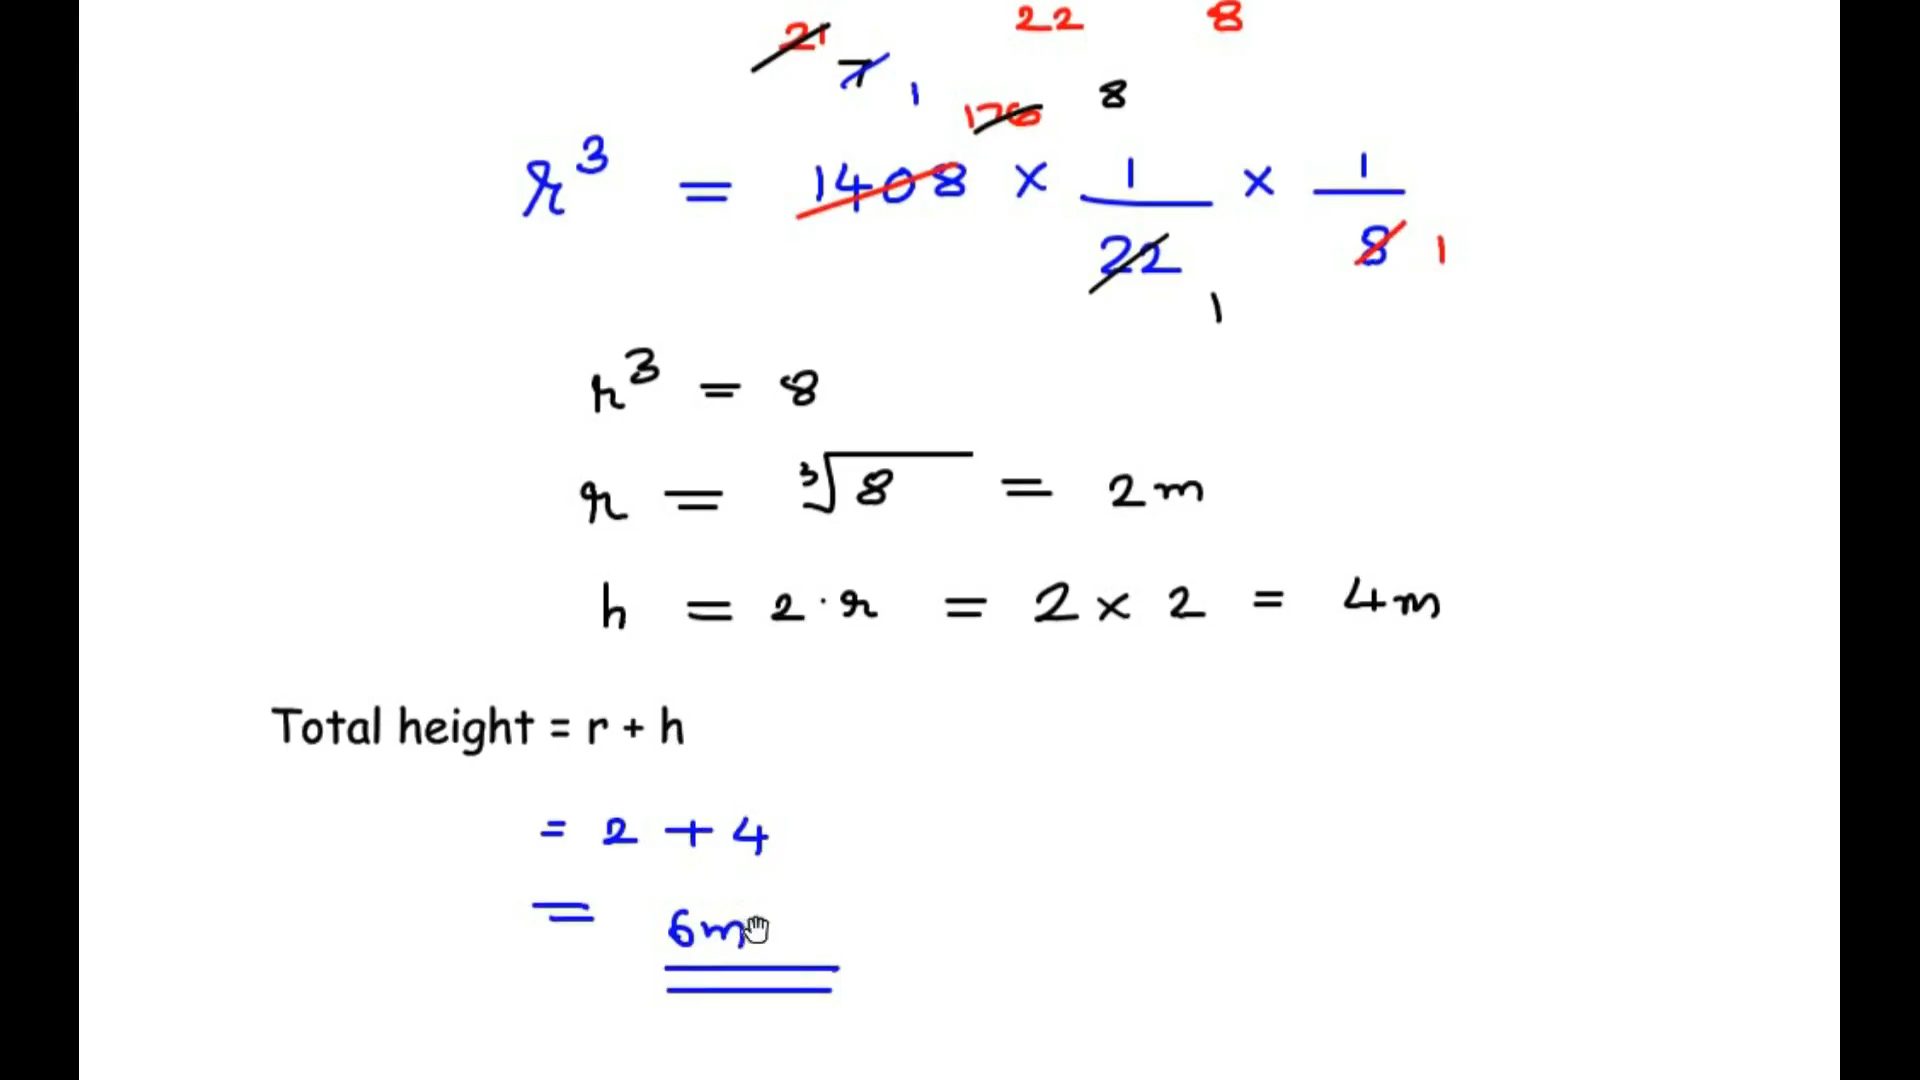 21 7 1 22 8
176 8
r³ = 1408 × 1/22 × 1/8 1
1
r³ = 8
r = ³√8 = 2m
h = 2·r = 2 × 2 = 4m
Total height = r + h
= 2 + 4
= 6m